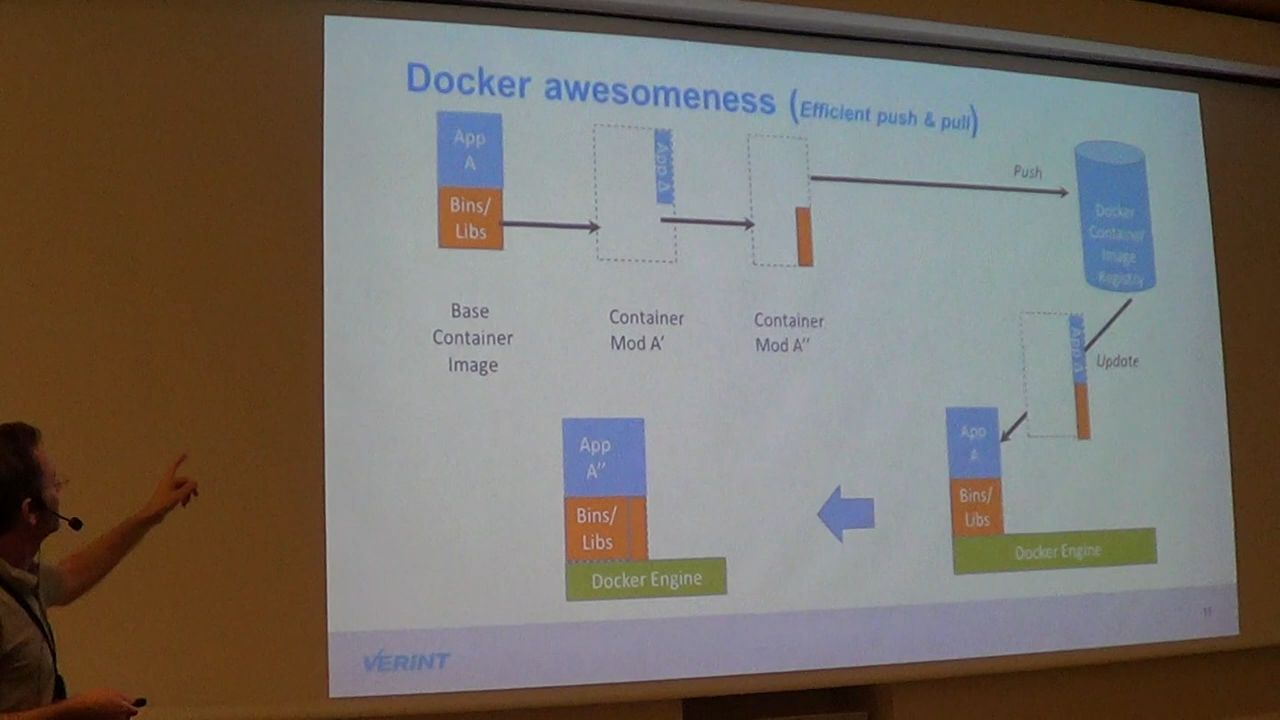 Docker awesomeness (Efficient push & pull)
App
A
Bins/
Libs
App Δ
Push
Docker
Container
Image
Registry
Base
Container
Image
Container
Mod A'
Container
Mod A''
App Δ
Update
App
A
Bins/
Libs
Docker Engine
App
A''
Bins/
Libs
Docker Engine
VERINT